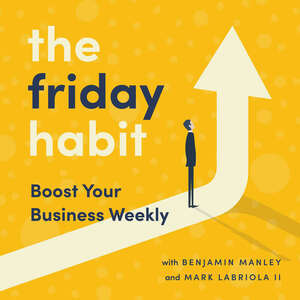 the
friday
habit
Boost Your
Business Weekly
with BENJAMIN MANLEY
and MARK LABRIOLA II